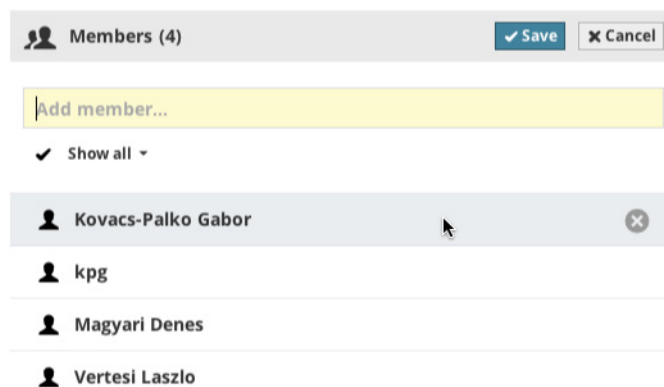 Members (4)
Save
Cancel
Add member...
Show all
Kovacs-Palko Gabor
kpg
Magyari Denes
Vertesi Laszlo